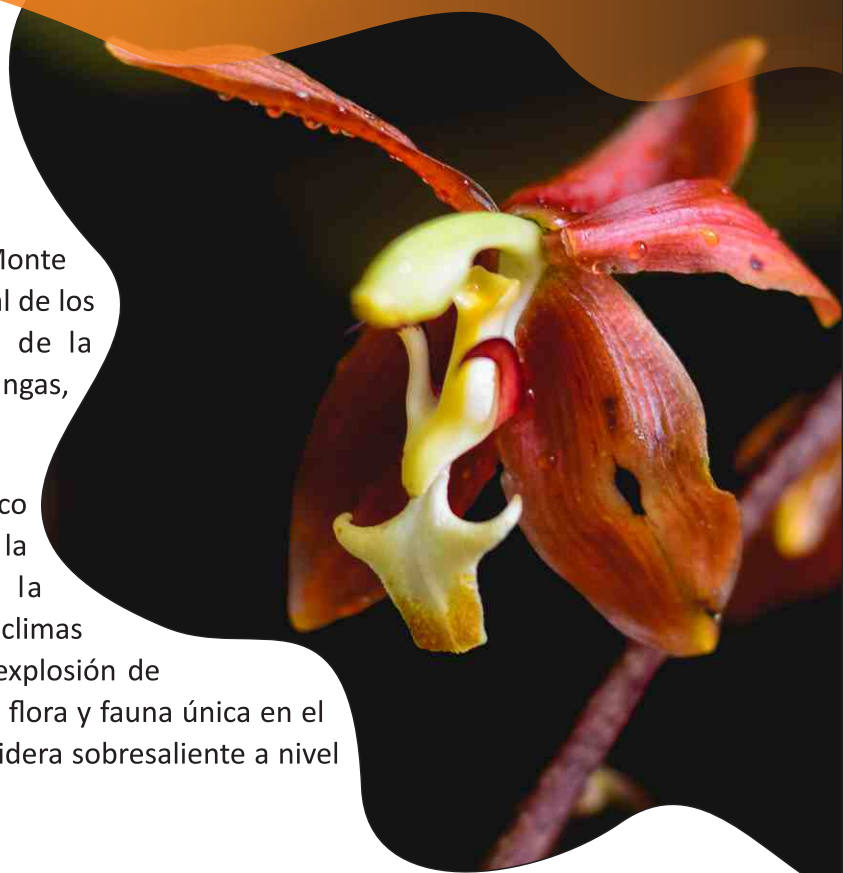 Monte
al de los
de la
ngas,
co
la
la
climas
explosión de
flora y fauna única en el
idera sobresaliente a nivel